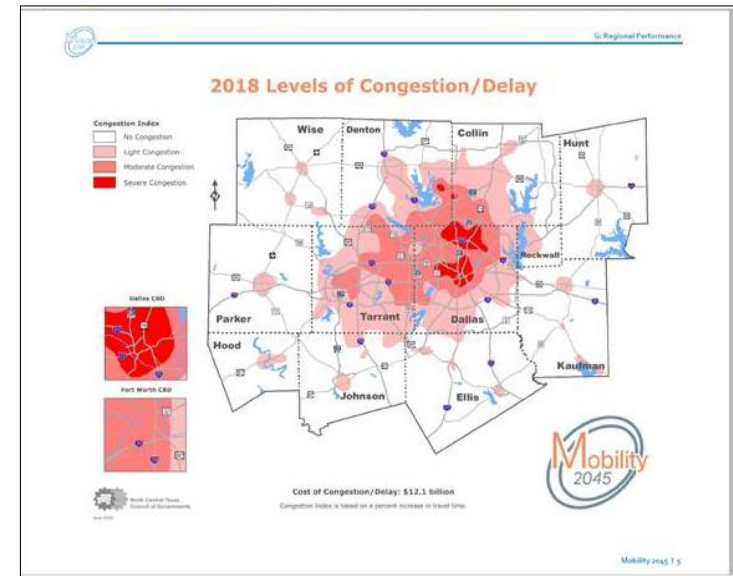 G: Regional Performance
2018 Levels of Congestion/Delay
Congestion Index
No Congestion
Light Congestion
Moderate Congestion
Severe Congestion
Wise
Denton
Collin
Hunt
Rockwall
Parker
Tarrant
Dallas
Hood
Johnson
Ellis
Kaufman
Dallas CBD
Fort Worth CBD
North Central Texas
Council of Governments
Cost of Congestion/Delay: $12.1 billion
Congestion Index is based on a percent increase in travel time.
Mobility
2045
Mobility 2045 | 5